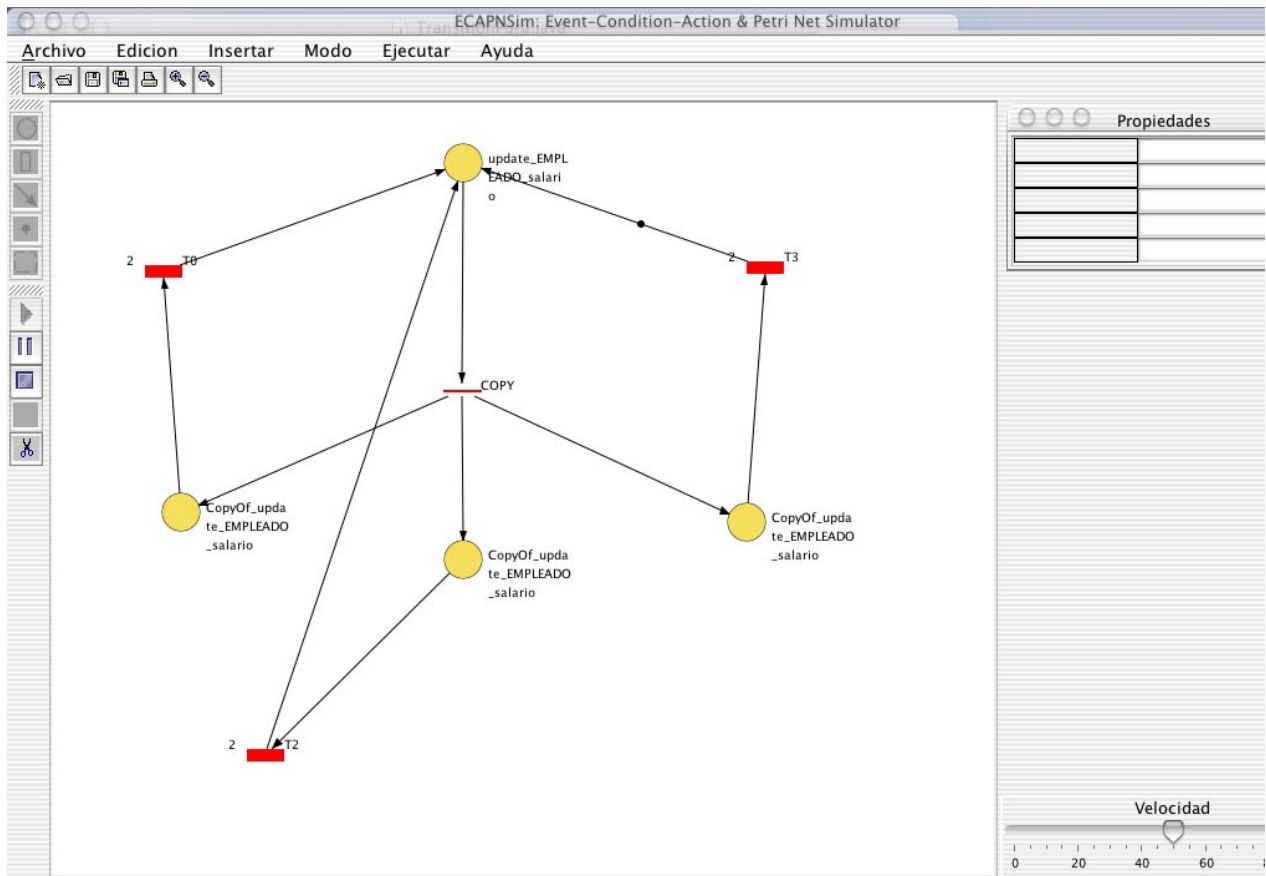 ECAPNSim: Event-Condition-Action & Petri Net Simulator
Archivo Edicion Insertar Modo Ejecutar Ayuda
Propiedades
update_EMPL
EADO_salari
o
2 T0
2 T3
COPY
CopyOf_upda
te_EMPLEADO
_salario
CopyOf_upda
te_EMPLEADO
_salario
CopyOf_upda
te_EMPLEADO
_salario
2 T2
Velocidad
0 20 40 60